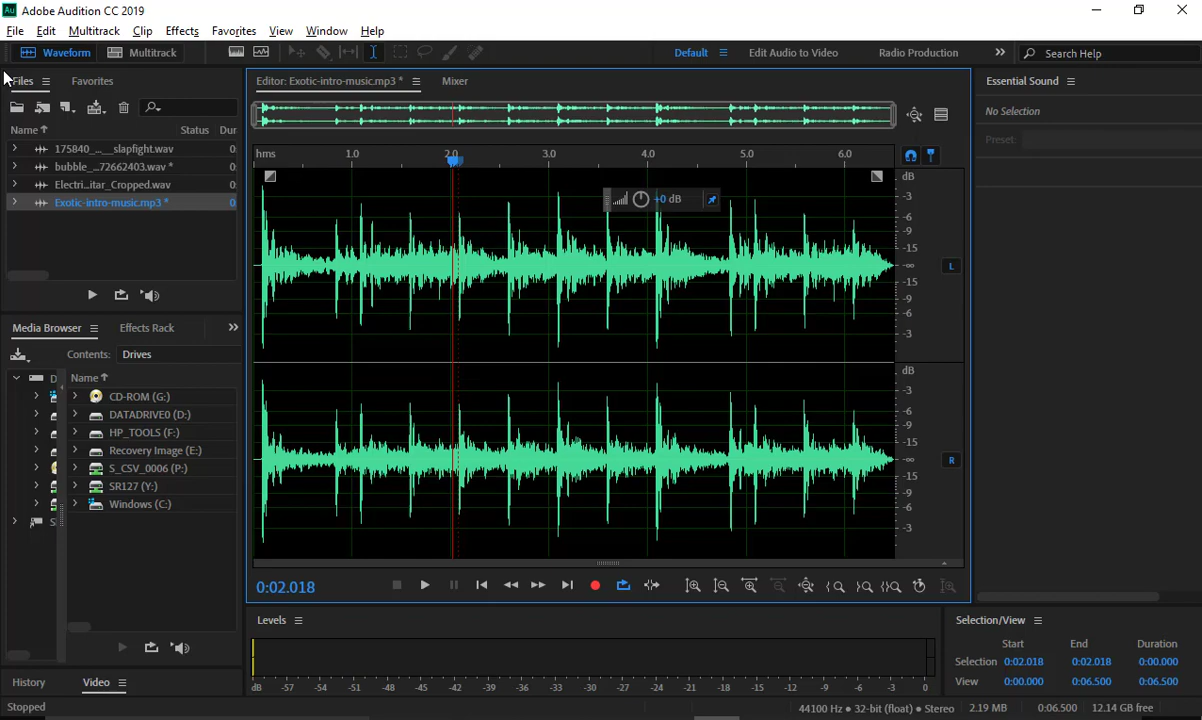 Au Adobe Audition CC 2019
File Edit Multitrack Clip Effects Favorites View Window Help
Waveform Multitrack Default Edit Audio to Video Radio Production Search Help
Files Favorites Editor: Exotic-intro-music.mp3 * Mixer Essential Sound
No Selection
Name Status Dur
Preset:
175840_...__slapfight.wav 0:
bubble_...72662403.wav * 0:
Electri...itar_Cropped.wav 0:
Exotic-intro-music.mp3 * 0
hms 1.0 2.0 3.0 4.0 5.0 6.0
+0 dB
dB
-3
-6
-9
-15
-∞
-15
-9
-6
-3
L
dB
-3
-6
-9
-15
-∞
-15
-9
-6
-3
R
Media Browser Effects Rack
Contents: Drives
Name
D
CD-ROM (G:)
DATADRIVE0 (D:)
HP_TOOLS (F:)
Recovery Image (E:)
S_CSV_0006 (P:)
SR127 (Y:)
Windows (C:)
S
0:02.018
Levels
dB -57 -54 -51 -48 -45 -42 -39 -36 -33 -30 -27 -24 -21 -18 -15 -12 -9 -6 -3 0
Selection/View
Start End Duration
Selection 0:02.018 0:02.018 0:00.000
View 0:00.000 0:06.500 0:06.500
History Video
Stopped 44100 Hz ● 32-bit (float) ● Stereo 2.19 MB 0:06.500 12.14 GB free